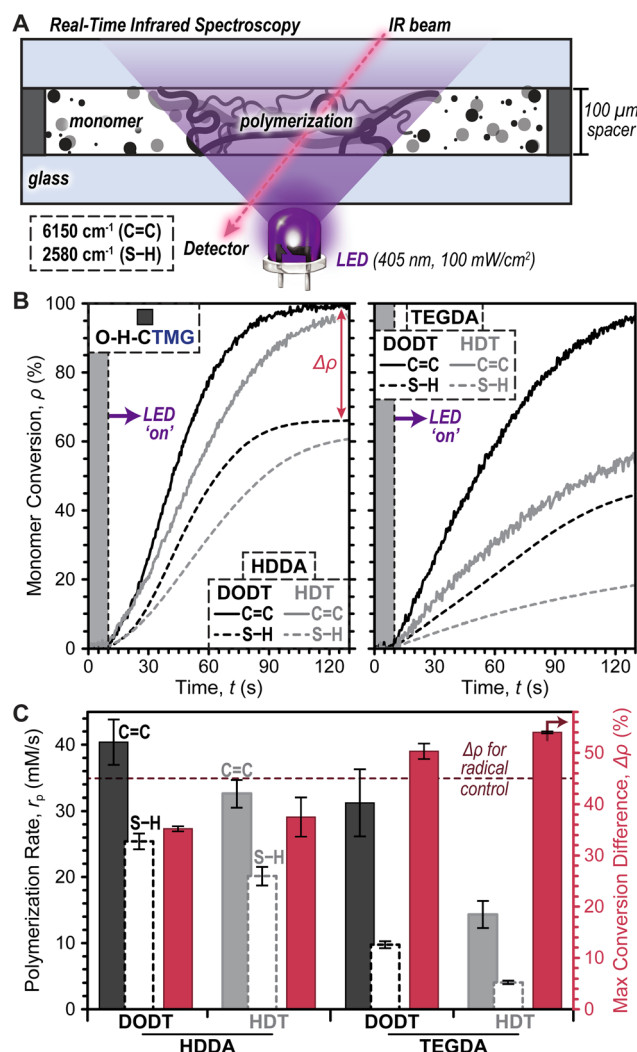 A
Real-Time Infrared Spectroscopy
IR beam
monomer
polymerization
100 µm
spacer
glass
6150 cm⁻¹ (C=C)
2580 cm⁻¹ (S–H)
Detector
LED (405 nm, 100 mW/cm²)
B
Monomer Conversion, ρ (%)
100
80
60
40
20
0
O-H-CTMG
LED
‘on’
Δρ
HDDA
DODT HDT
C=C C=C
S–H S–H
0 30 60 90 120
Time, t (s)
TEGDA
DODT HDT
C=C C=C
S–H S–H
LED
‘on’
0 30 60 90 120
Time, t (s)
C
Polymerization Rate, rp (mM/s)
40
30
20
10
0
C=C
S–H
C=C
S–H
Δρ for
radical
control
50
40
30
20
10
0
Max Conversion Difference, Δρ (%)
DODT HDT DODT HDT
HDDA TEGDA